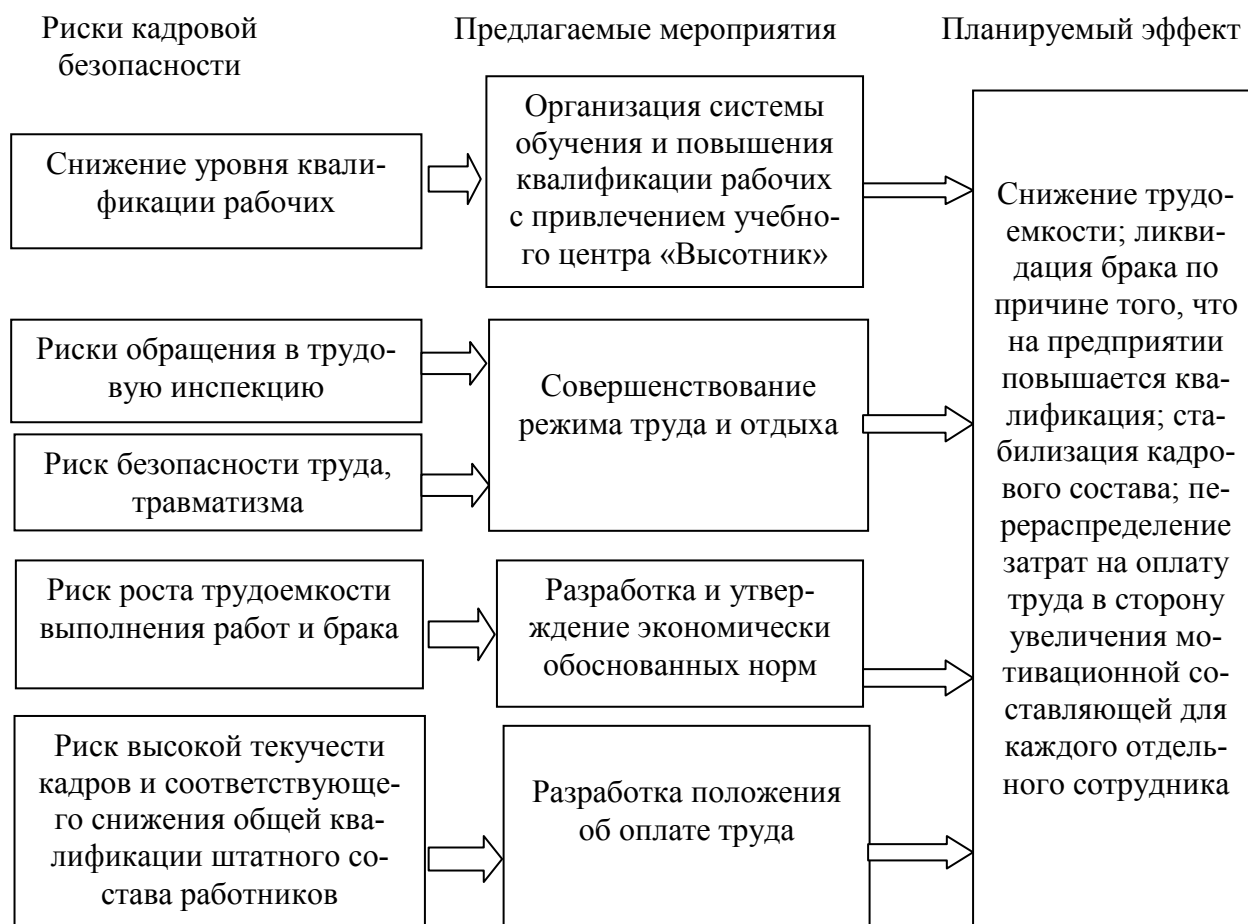 Риски кадровой
безопасности
Предлагаемые мероприятия
Планируемый эффект
Снижение уровня квали-
фикации рабочих
Организация системы
обучения и повышения
квалификации рабочих
с привлечением учебно-
го центра «Высотник»
Риски обращения в трудо-
вую инспекцию
Риск безопасности труда,
травматизма
Совершенствование
режима труда и отдыха
Риск роста трудоемкости
выполнения работ и брака
Разработка и утвер-
ждение экономически
обоснованных норм
Риск высокой текучести
кадров и соответствующе-
го снижения общей ква-
лификации штатного со-
става работников
Разработка положения
об оплате труда
Снижение трудо-
емкости; ликви-
дация брака по
причине того, что
на предприятии
повышается ква-
лификация; ста-
билизация кадро-
вого состава; пе-
рераспределение
затрат на оплату
труда в сторону
увеличения мо-
тивационной со-
ставляющей для
каждого отдель-
ного сотрудника